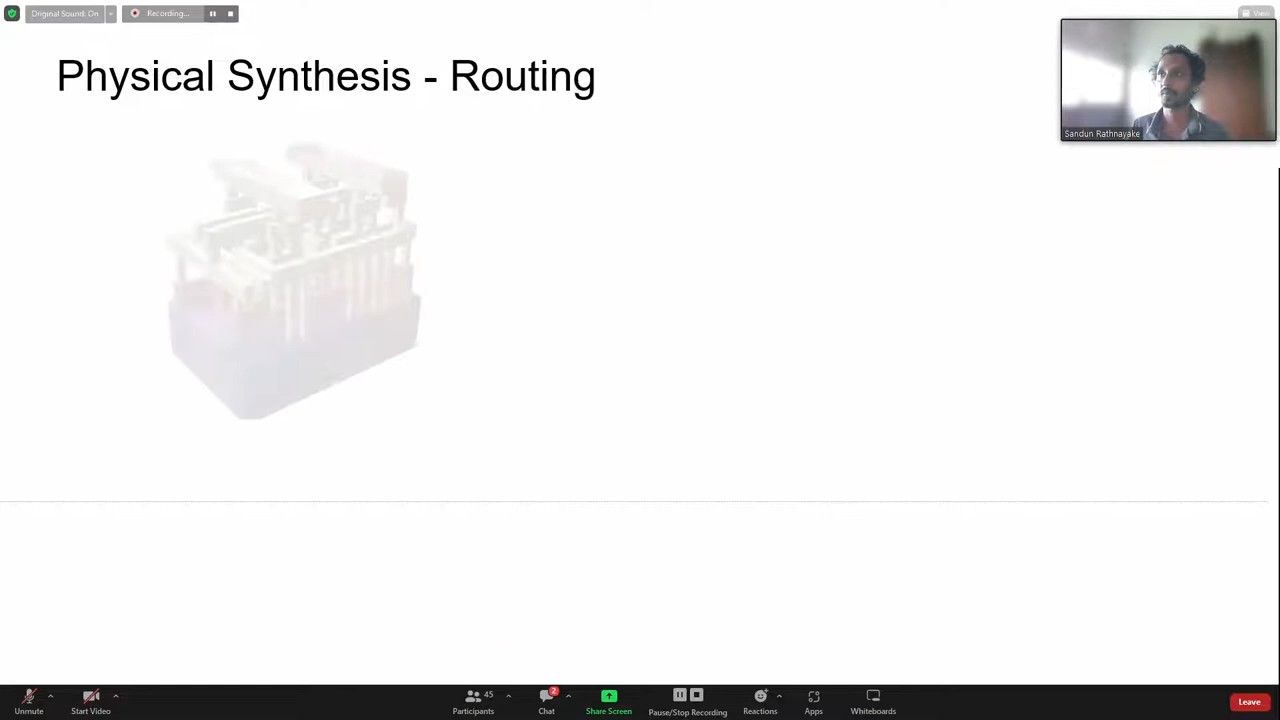 Original Sound: On
Recording...
View
Physical Synthesis - Routing
Sandun Rathnayake
45
2
Unmute
Start Video
Participants
Chat
Share Screen
Pause/Stop Recording
Reactions
Apps
Whiteboards
Leave